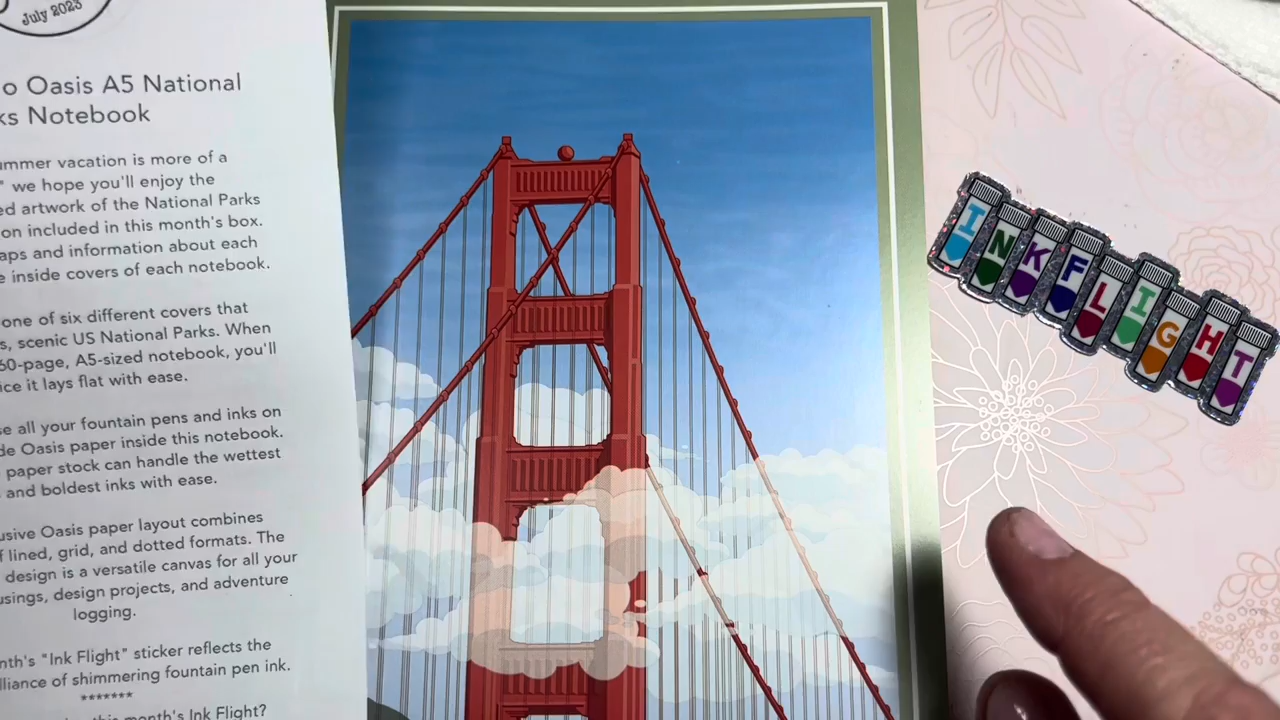 July 2023
o Oasis A5 National
ks Notebook
ummer vacation is more of a
" we hope you'll enjoy the
ed artwork of the National Parks
on included in this month's box.
aps and information about each
e inside covers of each notebook.
one of six different covers that
s, scenic US National Parks. When
60-page, A5-sized notebook, you'll
ice it lays flat with ease.
se all your fountain pens and inks on
de Oasis paper inside this notebook.
paper stock can handle the wettest
and boldest inks with ease.
usive Oasis paper layout combines
f lined, grid, and dotted formats. The
design is a versatile canvas for all your
usings, design projects, and adventure
logging.
nth's "Ink Flight" sticker reflects the
lliance of shimmering fountain pen ink.
*******
this month's Ink Flight?
INKFLIGHT